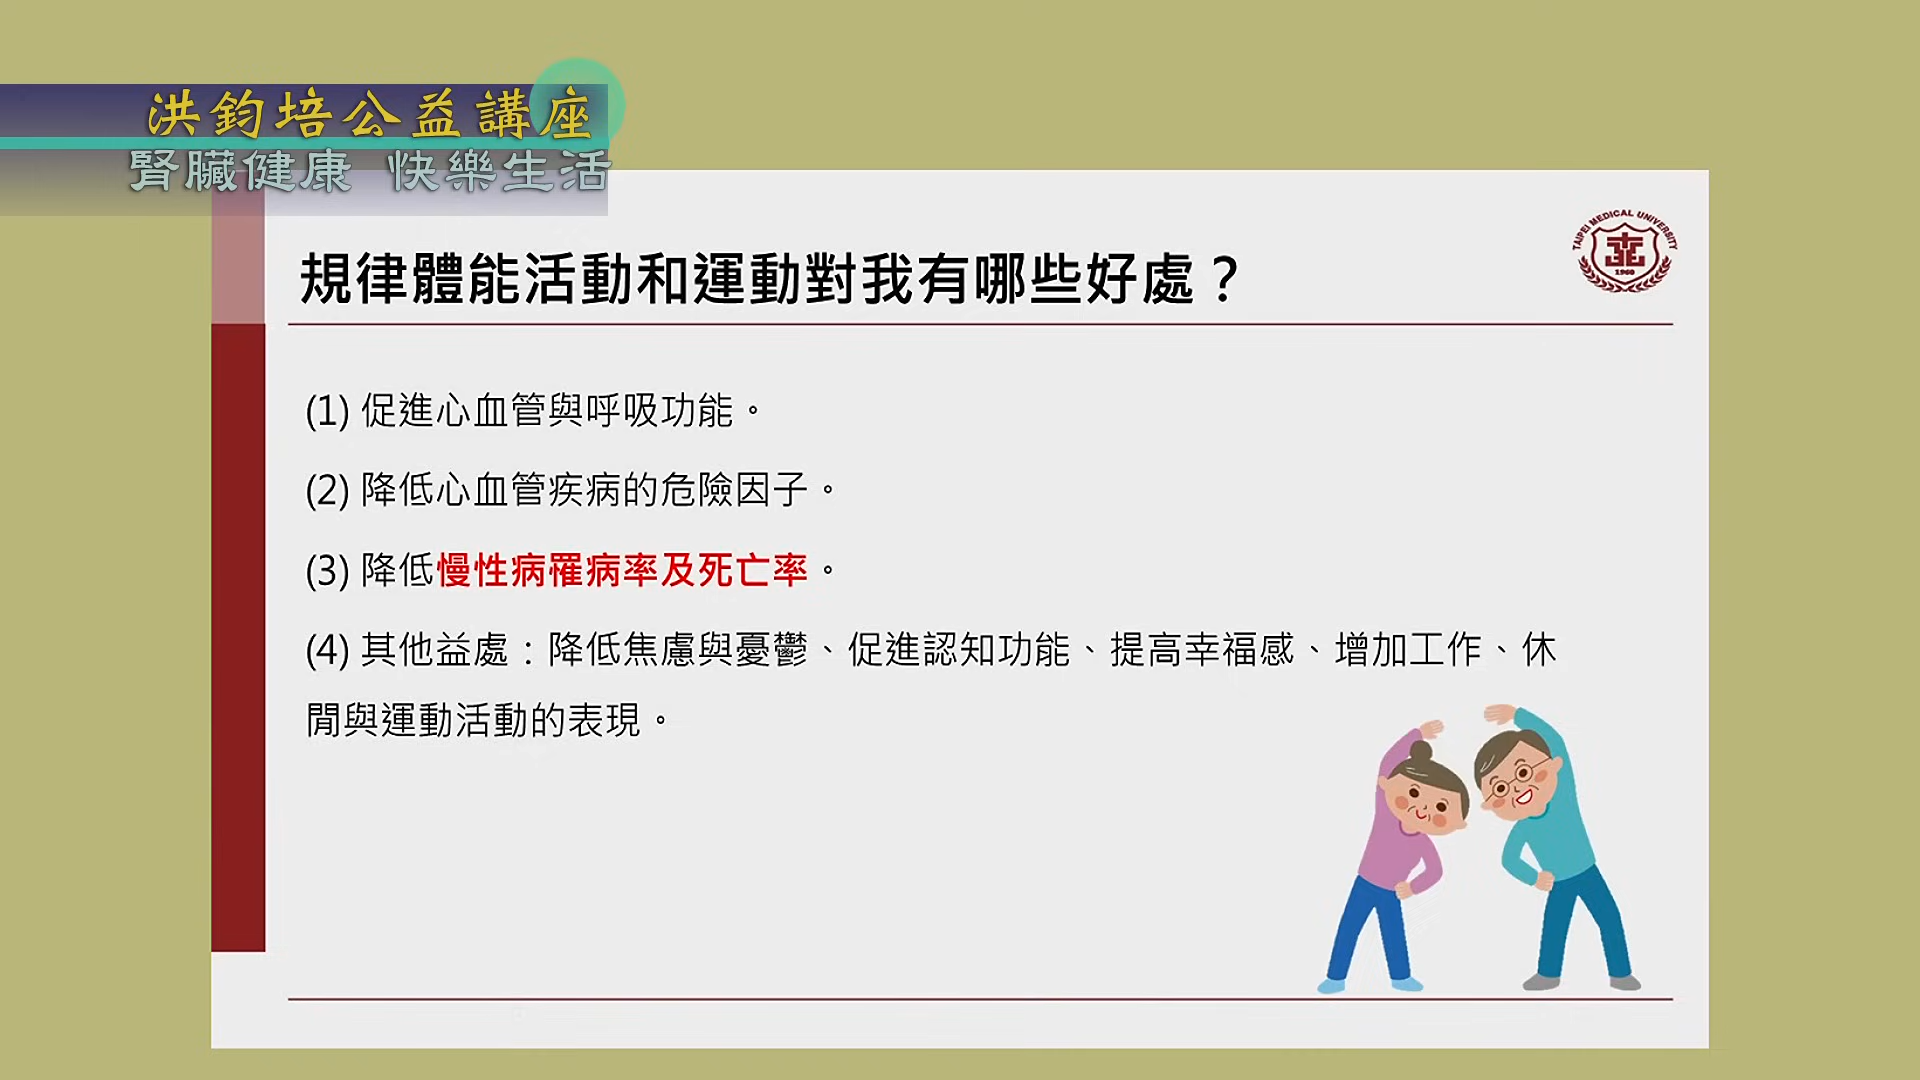 洪鈞培公益講座
腎臟健康 快樂生活
TAIPEI MEDICAL UNIVERSITY
1960
規律體能活動和運動對我有哪些好處？
(1) 促進心血管與呼吸功能。
(2) 降低心血管疾病的危險因子。
(3) 降低慢性病罹病率及死亡率。
(4) 其他益處：降低焦慮與憂鬱、促進認知功能、提高幸福感、增加工作、休
閒與運動活動的表現。